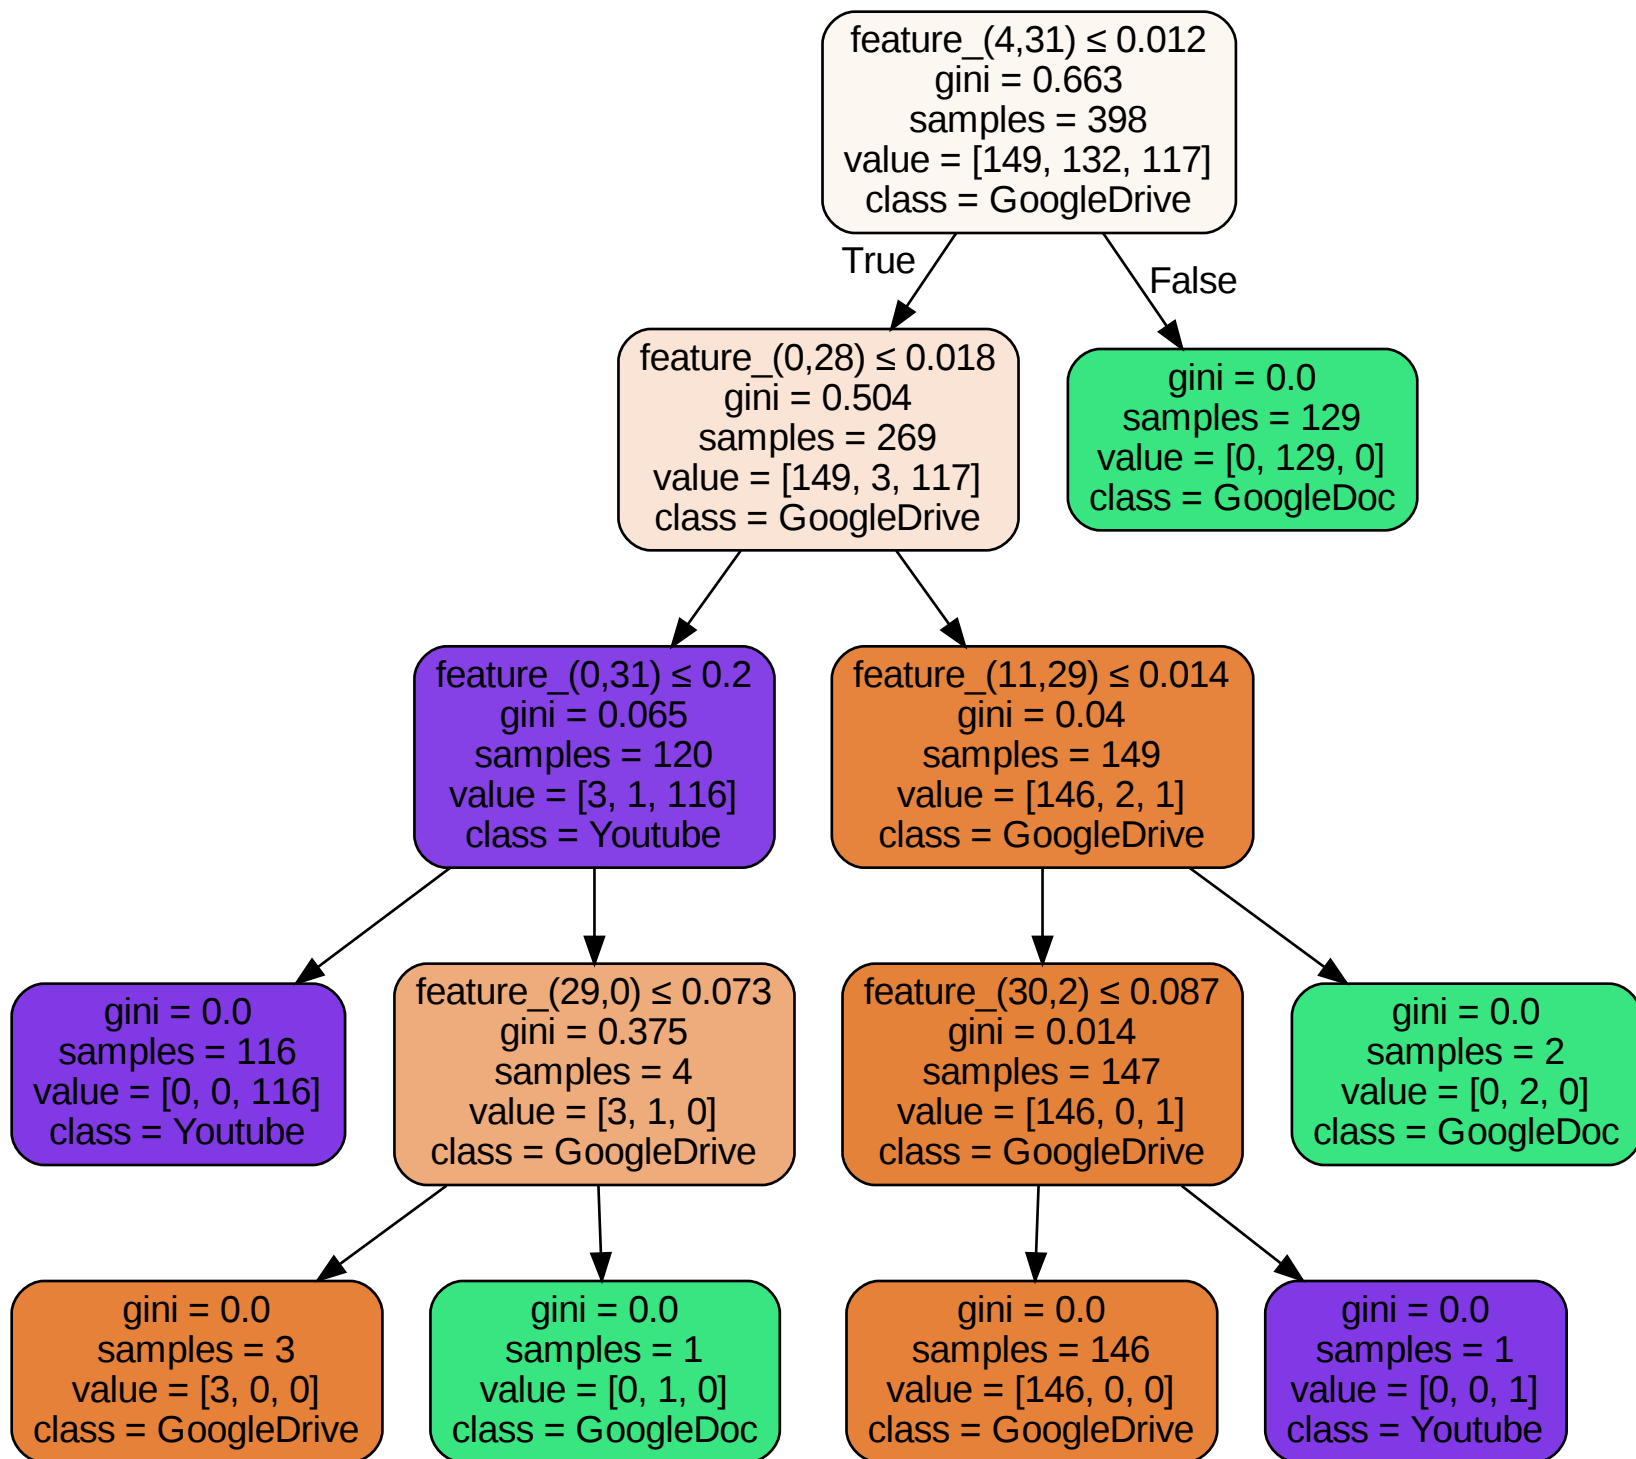 feature_(4,31) ≤ 0.012
gini = 0.663
samples = 398
value = [149, 132, 117]
class = GoogleDrive
True
False
feature_(0,28) ≤ 0.018
gini = 0.504
samples = 269
value = [149, 3, 117]
class = GoogleDrive
gini = 0.0
samples = 129
value = [0, 129, 0]
class = GoogleDoc
feature_(0,31) ≤ 0.2
gini = 0.065
samples = 120
value = [3, 1, 116]
class = Youtube
feature_(11,29) ≤ 0.014
gini = 0.04
samples = 149
value = [146, 2, 1]
class = GoogleDrive
gini = 0.0
samples = 116
value = [0, 0, 116]
class = Youtube
feature_(29,0) ≤ 0.073
gini = 0.375
samples = 4
value = [3, 1, 0]
class = GoogleDrive
feature_(30,2) ≤ 0.087
gini = 0.014
samples = 147
value = [146, 0, 1]
class = GoogleDrive
gini = 0.0
samples = 2
value = [0, 2, 0]
class = GoogleDoc
gini = 0.0
samples = 3
value = [3, 0, 0]
class = GoogleDrive
gini = 0.0
samples = 1
value = [0, 1, 0]
class = GoogleDoc
gini = 0.0
samples = 146
value = [146, 0, 0]
class = GoogleDrive
gini = 0.0
samples = 1
value = [0, 0, 1]
class = Youtube